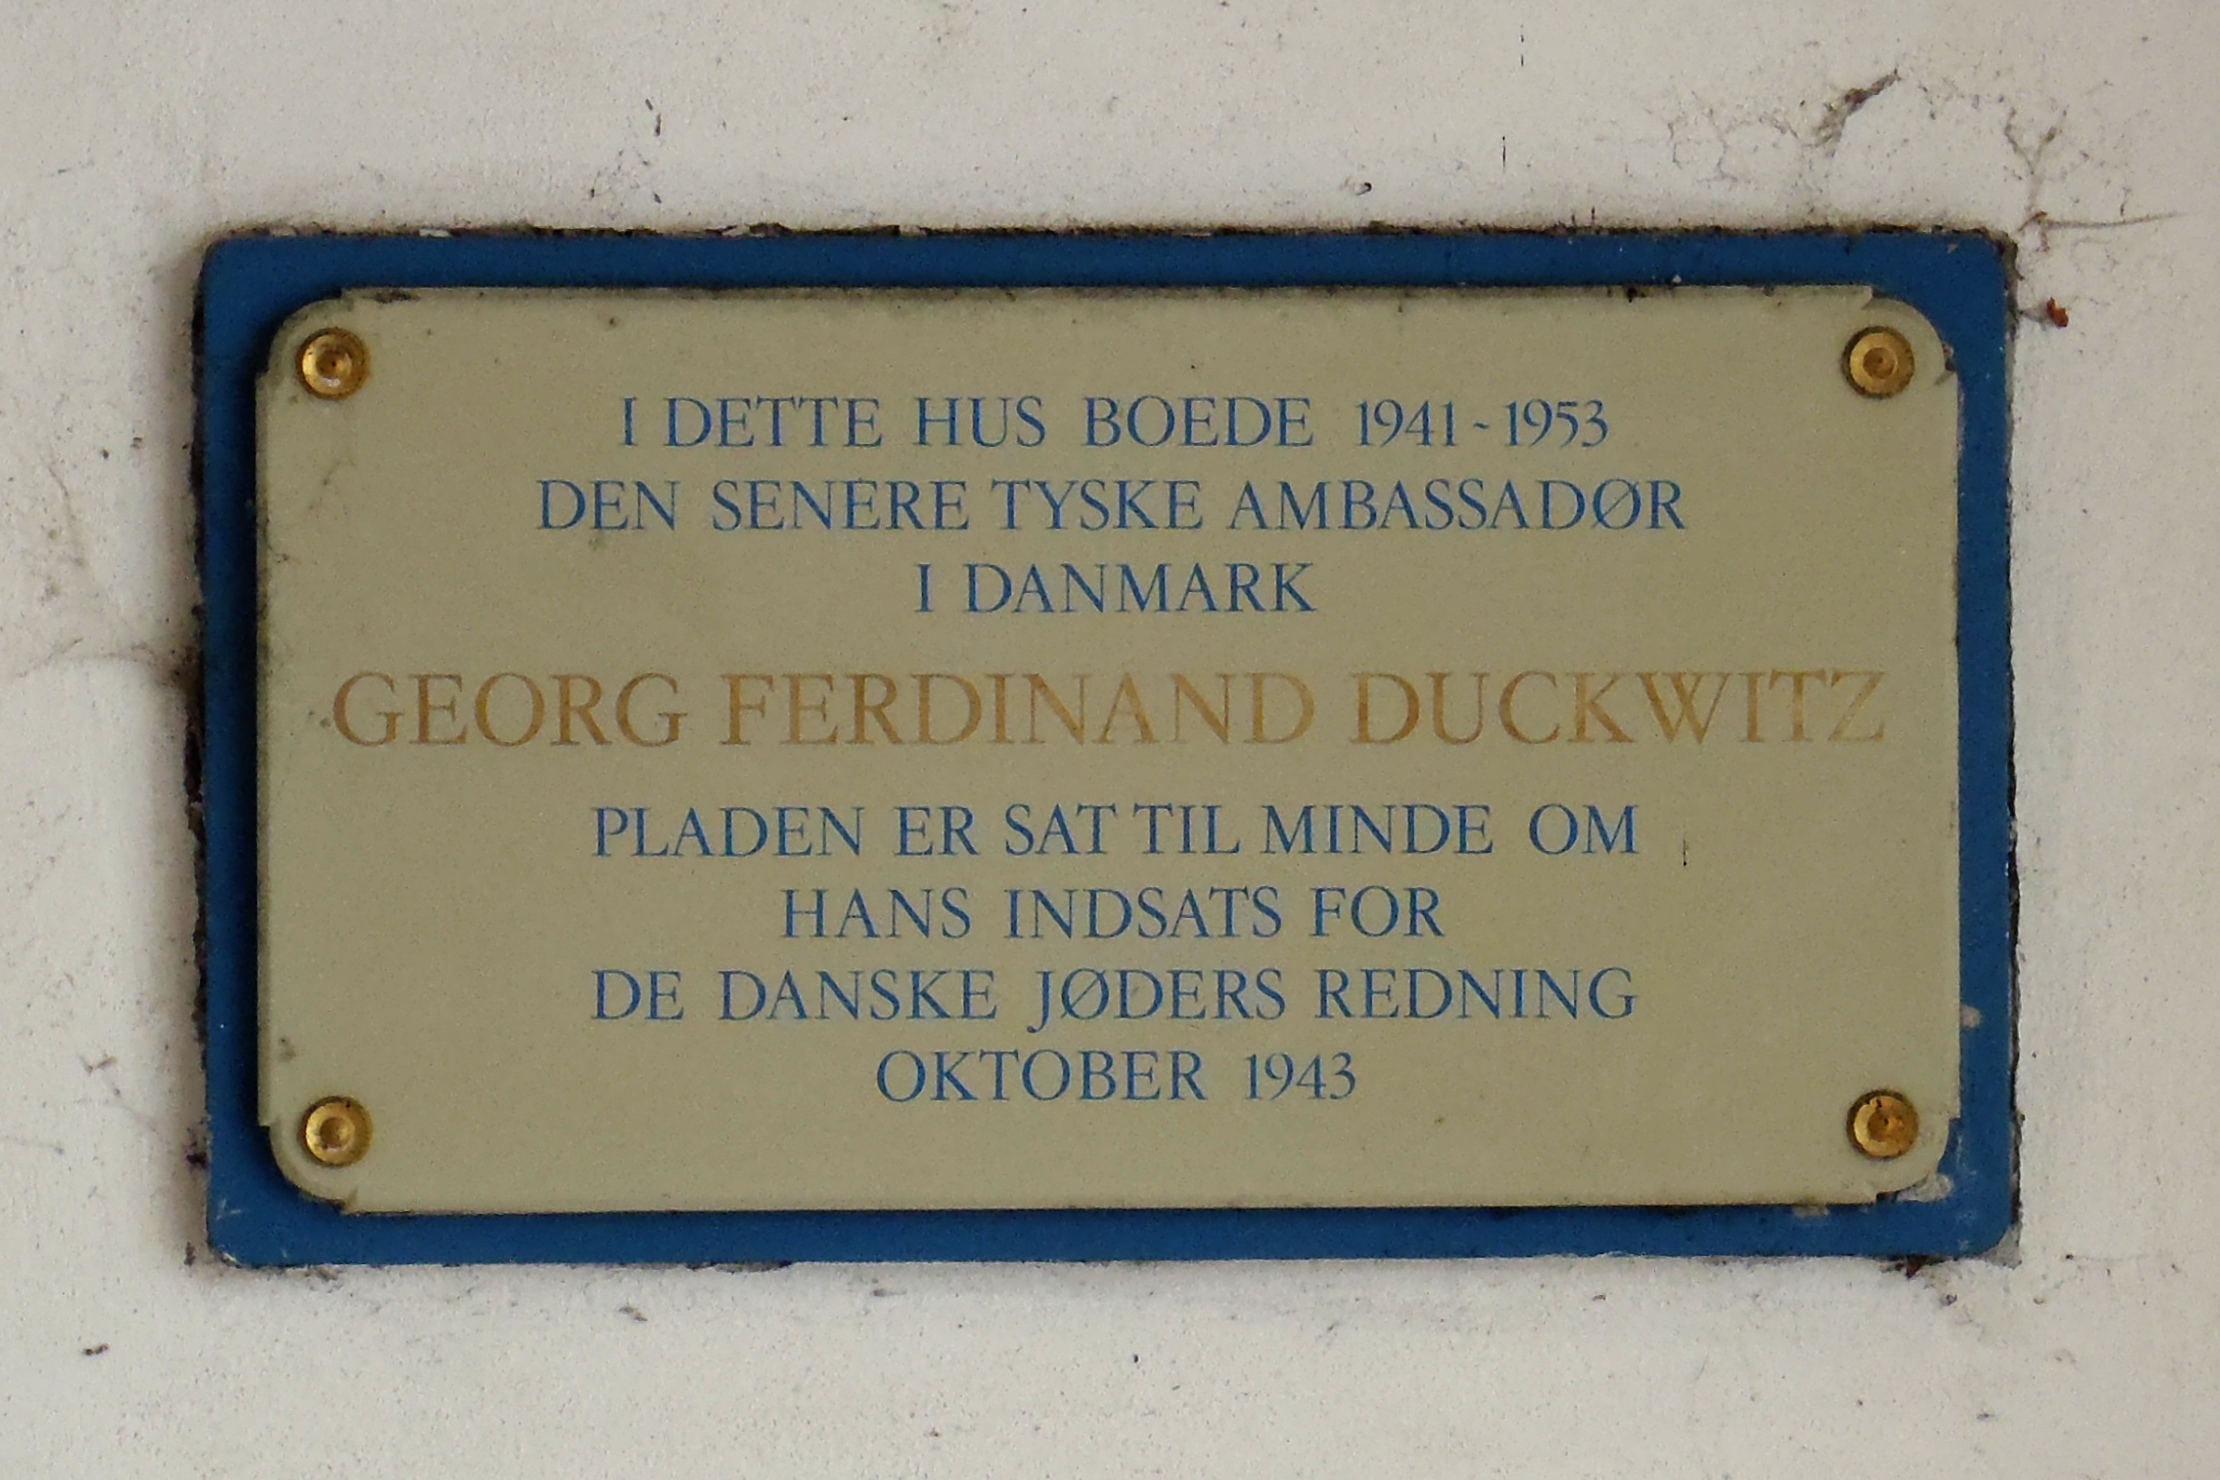 I DETTE HUS BOEDE 1941-1953
DEN SENERE TYSKE AMBASSADØR
I DANMARK
GEORG FERDINAND DUCKWITZ
PLADEN ER SAT TIL MINDE OM
HANS INDSATS FOR
DE DANSKE JØDERS REDNING
OKTOBER 1943